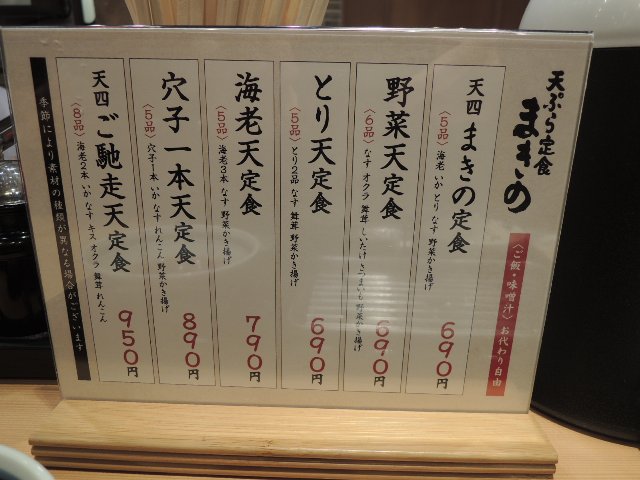 天ぷら定食
まきの
〈ご飯・味噌汁〉お代わり自由
天四 まきの定食
〈5品〉海老 いか とり なす 野菜かき揚げ
690円
野菜天定食
〈6品〉なす オクラ 舞茸 しいたけ さつまいも 野菜かき揚げ
690円
とり天定食
〈5品〉とり2品 なす 舞茸 野菜かき揚げ
690円
海老天定食
〈5品〉海老3本 なす 野菜かき揚げ
790円
穴子一本天定食
〈5品〉穴子一本 いか なす れんこん 野菜かき揚げ
890円
天四 ご馳走天定食
〈8品〉海老2本 いか なす キス オクラ 舞茸 れんこん
950円
季節により素材の種類が異なる場合がございます